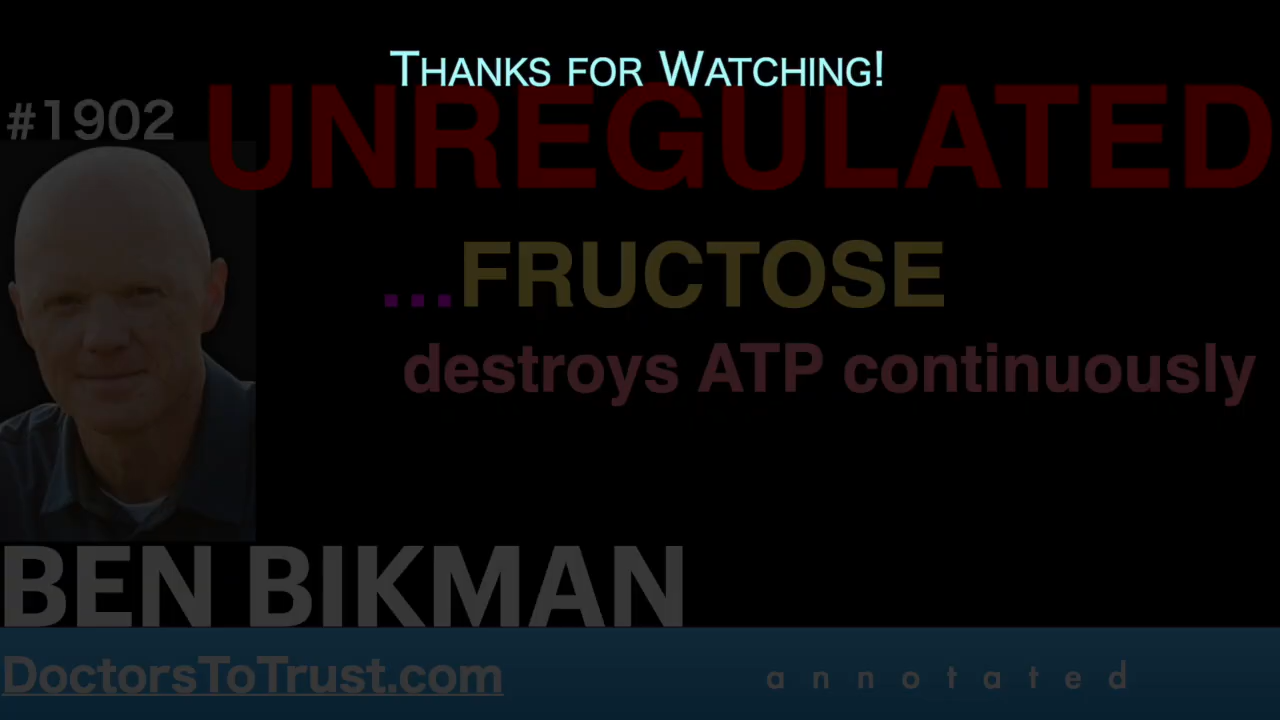 THANKS FOR WATCHING!
#1902
UNREGULATED
...FRUCTOSE
destroys ATP continuously
BEN BIKMAN
DoctorsToTrust.com
annotated